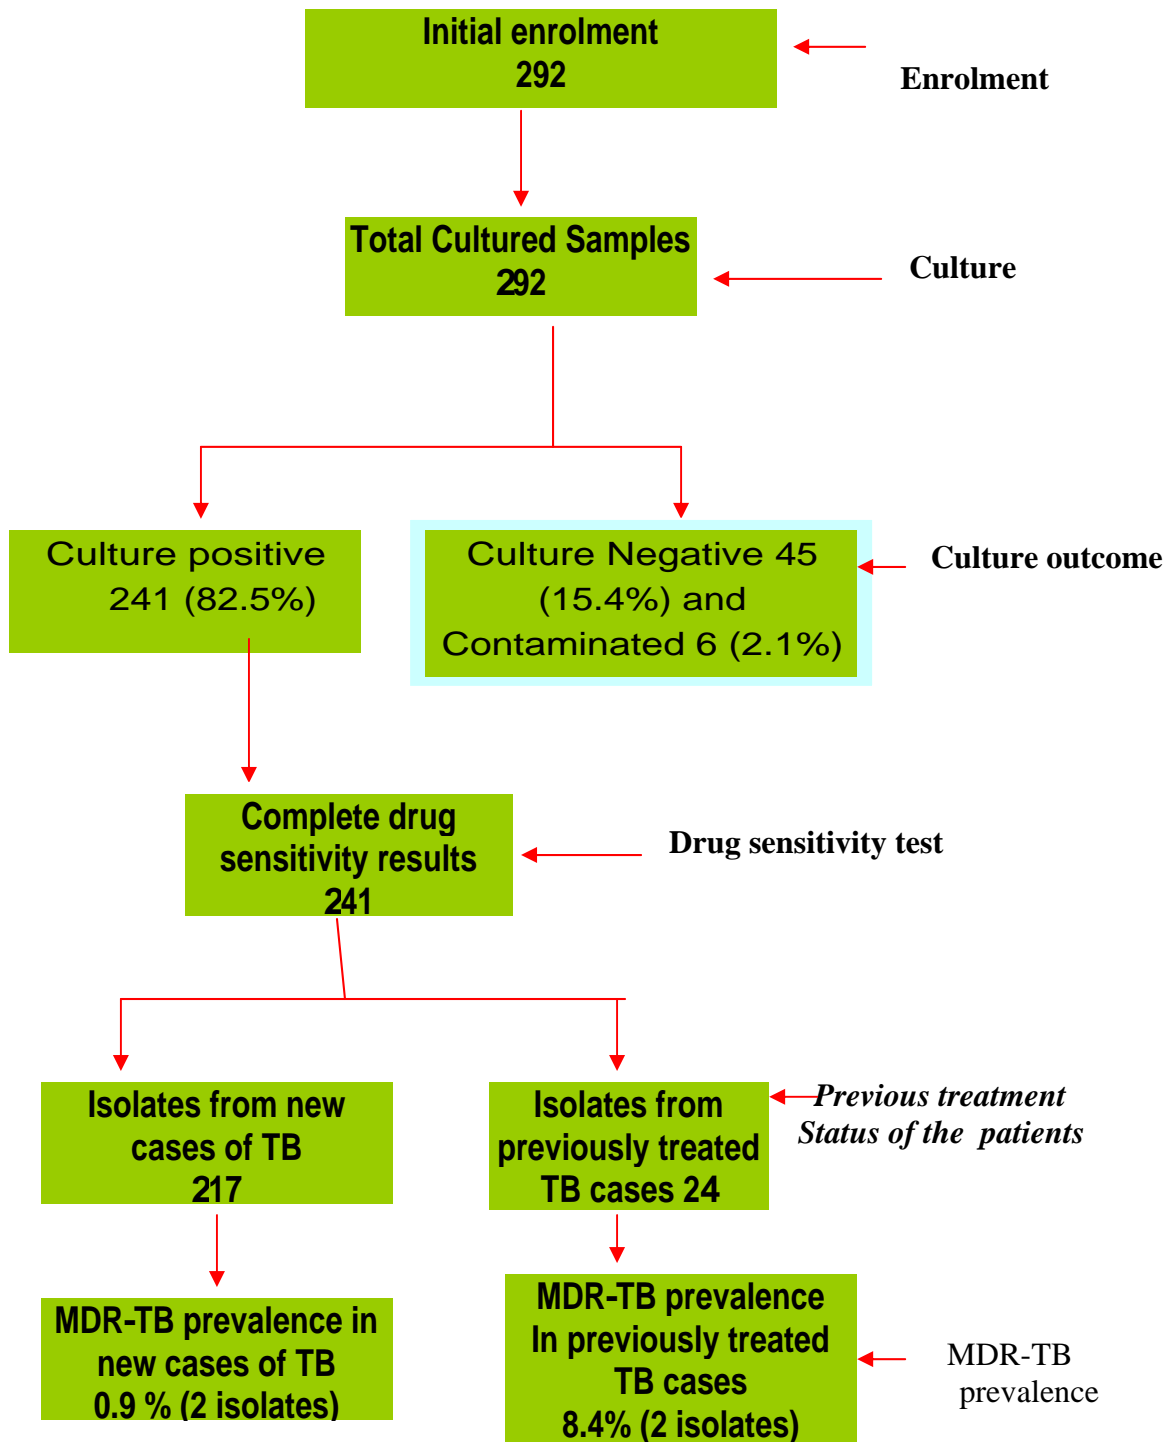 Initial enrolment
292
Enrolment
Total Cultured Samples
292
Culture
Culture positive
241 (82.5%)
Culture Negative 45
(15.4%) and
Contaminated 6 (2.1%)
Culture outcome
Complete drug
sensitivity results
241
Drug sensitivity test
Isolates from new
cases of TB
217
Isolates from
previously treated
TB cases 24
Previous treatment
Status of the patients
MDR-TB prevalence in
new cases of TB
0.9 % (2 isolates)
MDR-TB prevalence
In previously treated
TB cases
8.4% (2 isolates)
MDR-TB
prevalence